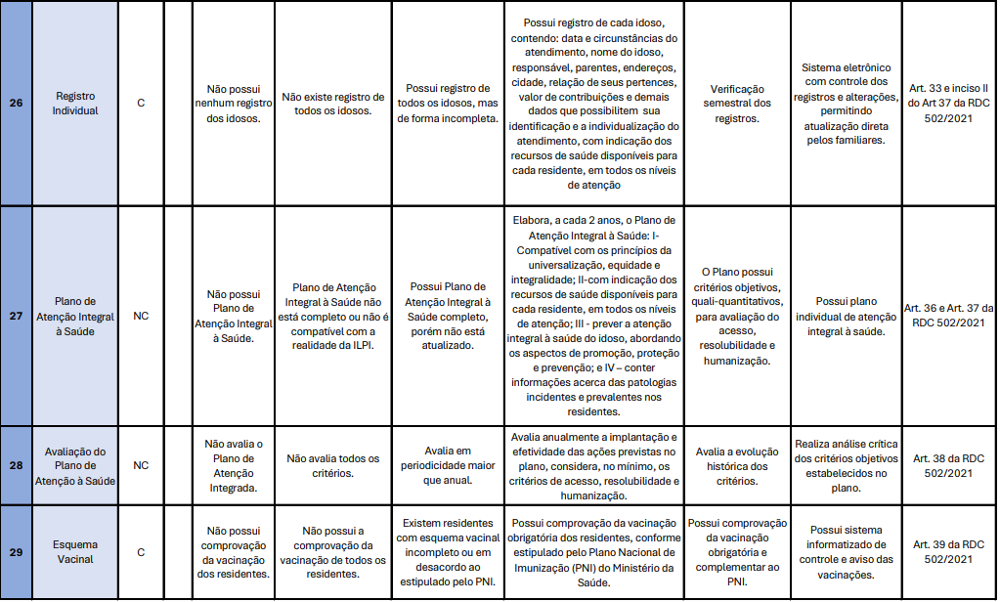 26
Registro
Individual
C
Não possui
nenhum registro
dos idosos.
Não existe registro de
todos os idosos.
Possui registro de
todos os idosos, mas
de forma incompleta.
Possui registro de cada idoso,
contendo: data e circunstâncias do
atendimento, nome do idoso,
responsável, parentes, endereços,
cidade, relação de seus pertences,
valor de contribuições e demais
dados que possibilitem sua
identificação e a individualização do
atendimento, com indicação dos
recursos de saúde disponíveis para
cada residente, em todos os níveis
de atenção
Verificação
semestral dos
registros.
Sistema eletrônico
com controle dos
registros e alterações,
permitindo
atualização direta
pelos familiares.
Art. 33 e inciso II
do Art 37 da RDC
502/2021
27
Plano de
Atenção Integral
à Saúde
NC
Não possui
Plano de
Atenção Integral
à Saúde.
Plano de Atenção
Integral à Saúde não
está completo ou não é
compatível com a
realidade da ILPI.
Possui Plano de
Atenção Integral à
Saúde completo,
porém não está
atualizado.
Elabora, a cada 2 anos, o Plano de
Atenção Integral à Saúde: I-
Compatível com os princípios da
universalização, equidade e
integralidade; II-com indicação dos
recursos de saúde disponíveis para
cada residente, em todos os níveis
de atenção; III - prever a atenção
integral à saúde do idoso, abordando
os aspectos de promoção, proteção
e prevenção; e IV – conter
informações acerca das patologias
incidentes e prevalentes nos
residentes.
O Plano possui
critérios objetivos,
quali-quantitativos,
para avaliação do
acesso,
resolubilidade e
humanização.
Possui plano
individual de atenção
integral à saúde.
Art. 36 e Art. 37 da
RDC 502/2021
28
Avaliação do
Plano de
Atenção à Saúde
NC
Não avalia o
Plano de
Atenção
Integrada.
Não avalia todos os
critérios.
Avalia em
periodicidade maior
que anual.
Avalia anualmente a implantação e
efetividade das ações previstas no
plano, considera, no mínimo, os
critérios de acesso, resolubilidade e
humanização.
Avalia a evolução
histórica dos
critérios.
Realiza análise crítica
dos critérios objetivos
estabelecidos no
plano.
Art. 38 da RDC
502/2021
29
Esquema
Vacinal
C
Não possui
comprovação
da vacinação
dos residentes.
Não possui a
comprovação da
vacinação de todos os
residentes.
Existem residentes
com esquema vacinal
incompleto ou em
desacordo ao
estipulado pelo PNI.
Possui comprovação da vacinação
obrigatória dos residentes, conforme
estipulado pelo Plano Nacional de
Imunização (PNI) do Ministério da
Saúde.
Possui comprovação
da vacinação
obrigatória e
complementar ao
PNI.
Possui sistema
informatizado de
controle e aviso das
vacinações.
Art. 39 da RDC
502/2021